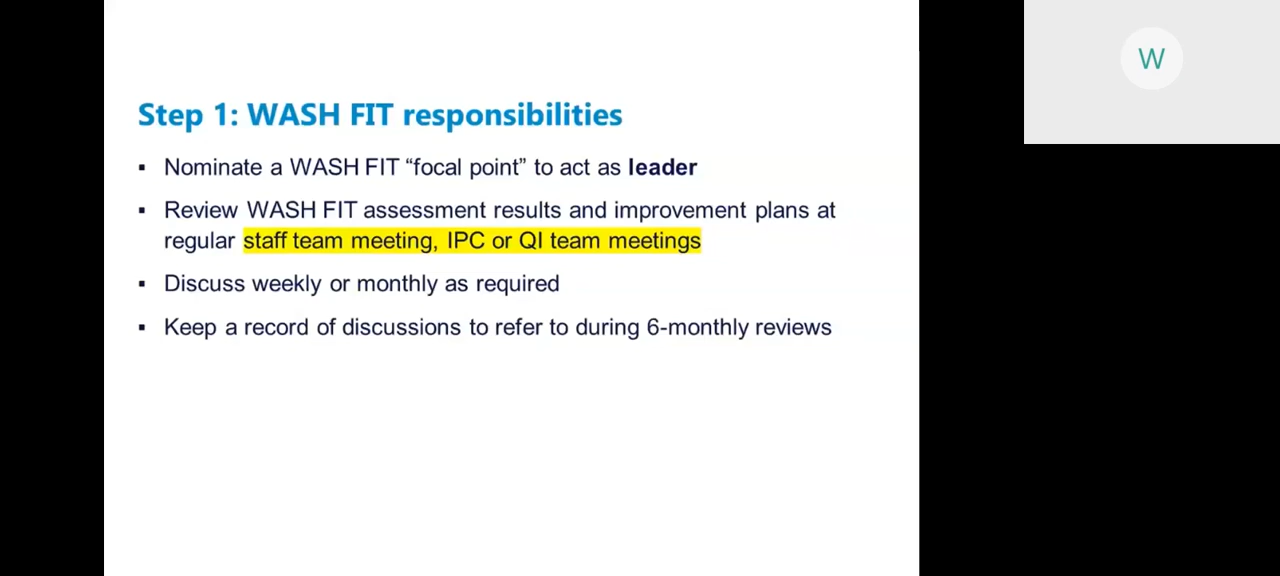 Step 1: WASH FIT responsibilities
▪ Nominate a WASH FIT “focal point” to act as leader
▪ Review WASH FIT assessment results and improvement plans at
regular staff team meeting, IPC or QI team meetings
▪ Discuss weekly or monthly as required
▪ Keep a record of discussions to refer to during 6-monthly reviews
W